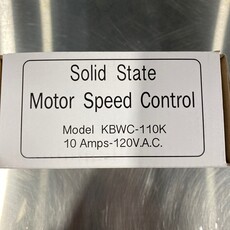 Solid State
Motor Speed Control
Model KBWC-110K
10 Amps-120V.A.C.